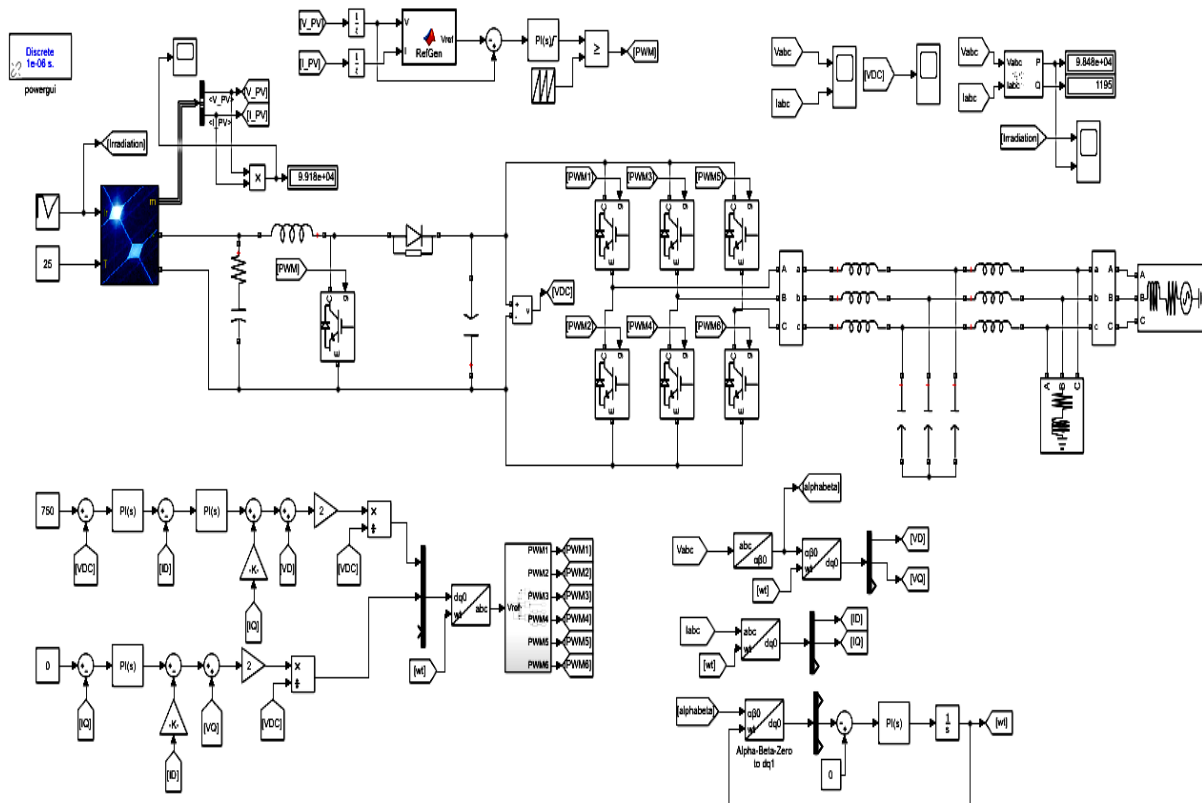 Discrete
1e-06 s.
powergui
[V_PV]
[I_PV]
V
I
RefGen
Vref
PI(s)
≥
[PWM]
Vabc
Iabc
[VDC]
Vabc
Iabc
Vabc
Iabc
P
Q
9.848e+04
1195
[Irradiation]
<V_PV>
<I_PV>
[V_PV]
[I_PV]
[Irradiation]
×
9.918e+04
m
25
T
[PWM]
g
C
E
+
-
v
[VDC]
[PWM1]
[PWM3]
[PWM5]
g
C
E
g
C
E
g
C
E
[PWM2]
[PWM4]
[PWM6]
g
C
E
g
C
E
g
C
E
A
B
C
a
b
c
a
b
c
A
B
C
A
B
C
A
B
C
750
PI(s)
PI(s)
2
×
÷
[VDC]
[ID]
-K-
[VD]
[VDC]
[IQ]
0
PI(s)
2
×
÷
[IQ]
-K-
[VQ]
[VDC]
[ID]
dq0
wt
abc
[wt]
Vref
PWM1
PWM2
PWM3
PWM4
PWM5
PWM6
[PWM1]
[PWM2]
[PWM3]
[PWM4]
[PWM5]
[PWM6]
[alphabeta]
Vabc
abc
αβ0
αβ0
wt
dq0
[wt]
[VD]
[VQ]
Iabc
abc
wt
dq0
[wt]
[ID]
[IQ]
[alphabeta]
αβ0
wt
dq0
Alpha-Beta-Zero
to dq1
0
PI(s)
1
s
[wt]